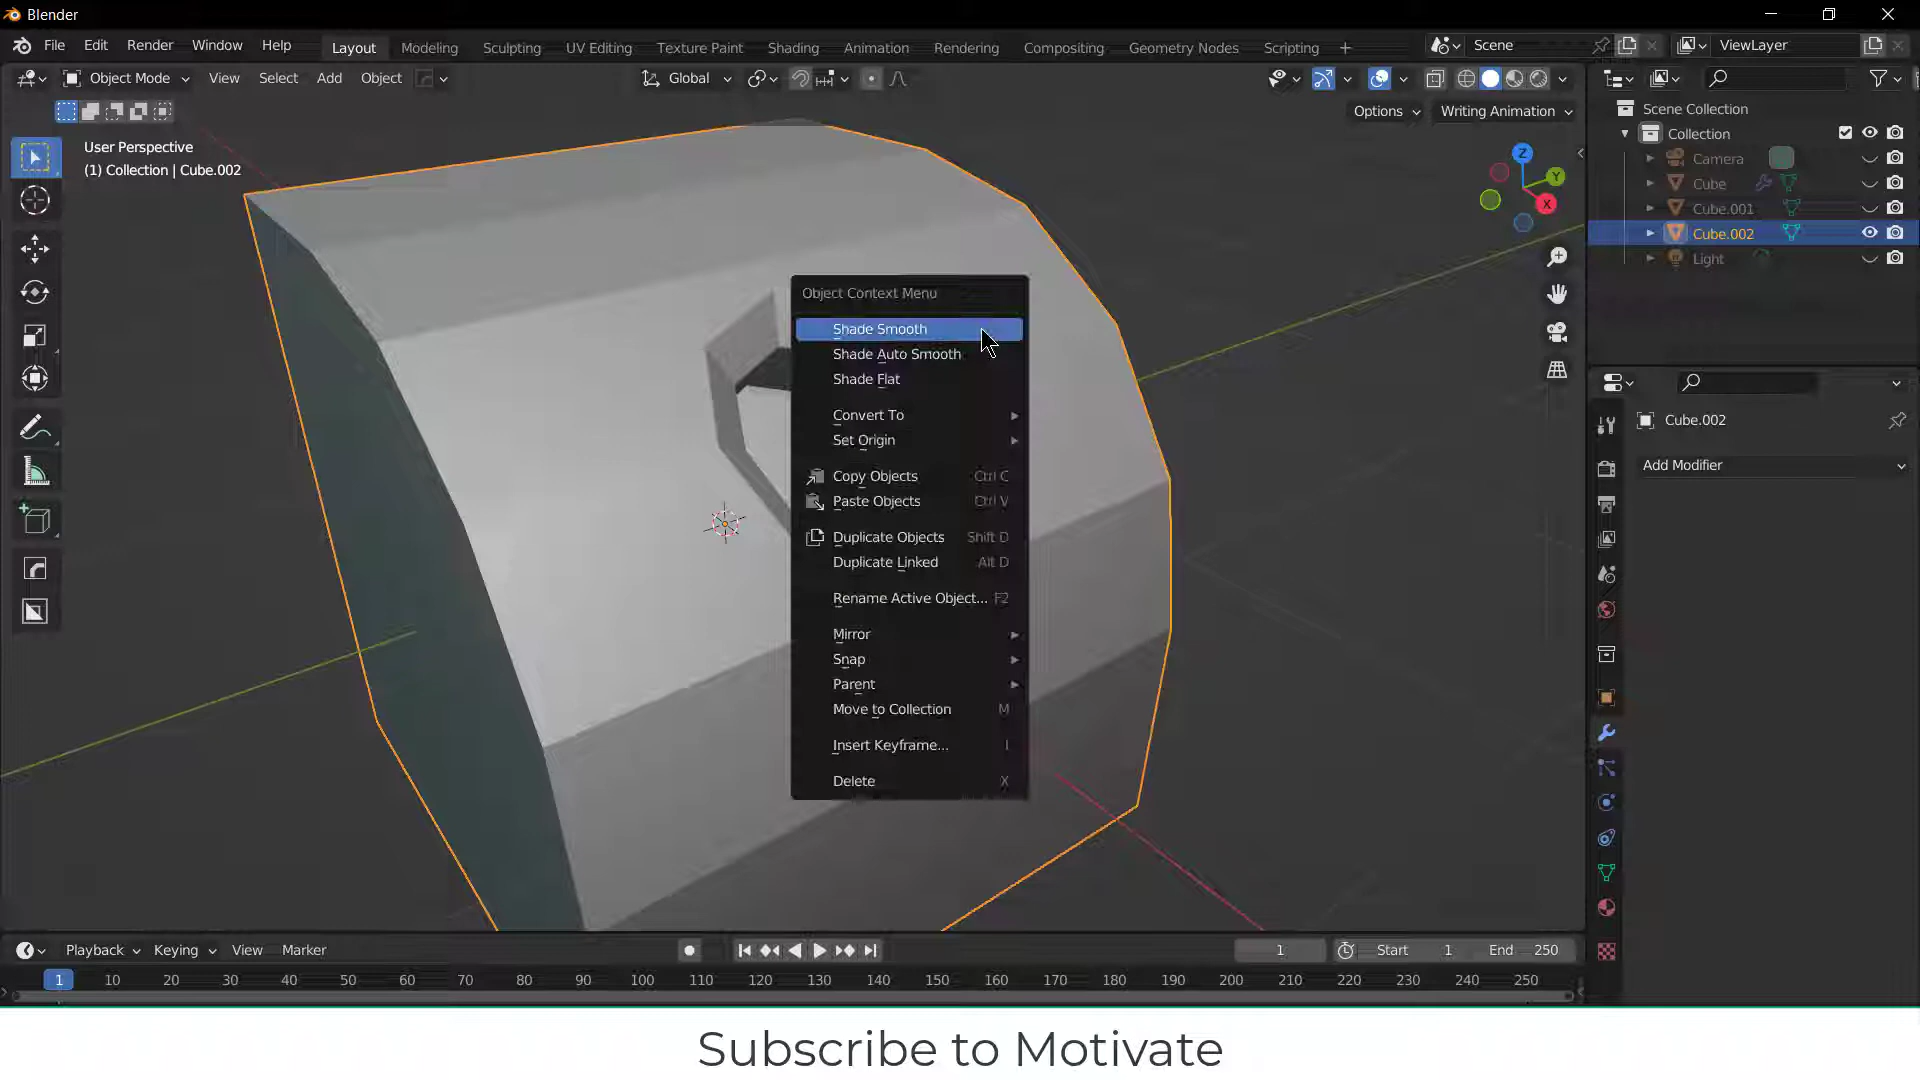 Blender
File Edit Render Window Help Layout Modeling Sculpting UV Editing Texture Paint Shading Animation Rendering Compositing Geometry Nodes Scripting + Scene ViewLayer
Object Mode View Select Add Object Global
Options Writing Animation
User Perspective
(1) Collection | Cube.002
Z
Y
X
Object Context Menu
Shade Smooth
Shade Auto Smooth
Shade Flat
Convert To
Set Origin
Copy Objects Ctrl C
Paste Objects Ctrl V
Duplicate Objects Shift D
Duplicate Linked Alt D
Rename Active Object... F2
Mirror
Snap
Parent
Move to Collection M
Insert Keyframe... I
Delete X
Scene Collection
Collection
Camera
Cube
Cube.001
Cube.002
Light
Cube.002
Add Modifier
Playback Keying View Marker 1 Start 1 End 250
1 10 20 30 40 50 60 70 80 90 100 110 120 130 140 150 160 170 180 190 200 210 220 230 240 250
Subscribe to Motivate